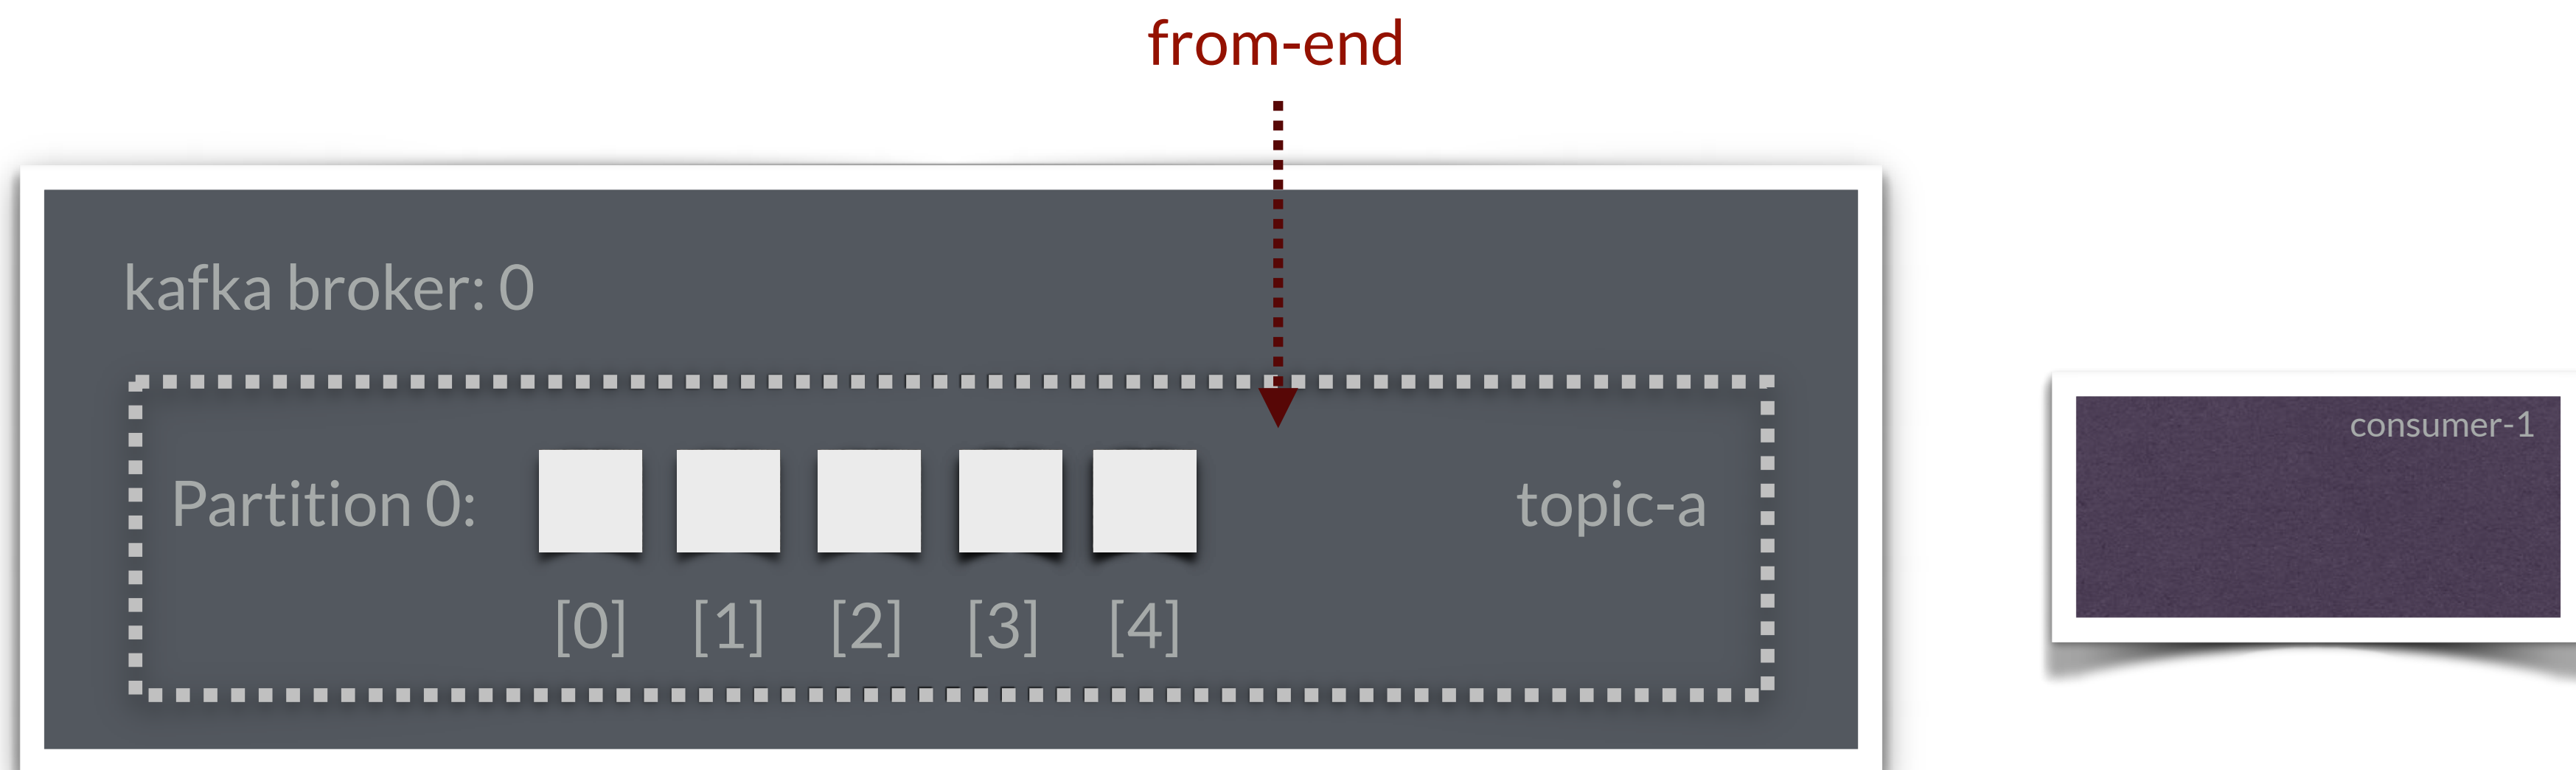 from-end
kafka broker: 0
consumer-1
Partition 0:
topic-a
[0] [1] [2] [3] [4]